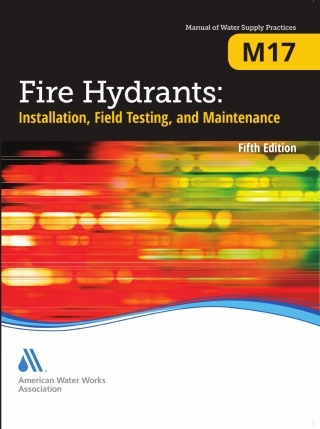 Manual of Water Supply Practices
M17
Fire Hydrants:
Installation, Field Testing, and Maintenance
Fifth Edition
American Water Works
Association